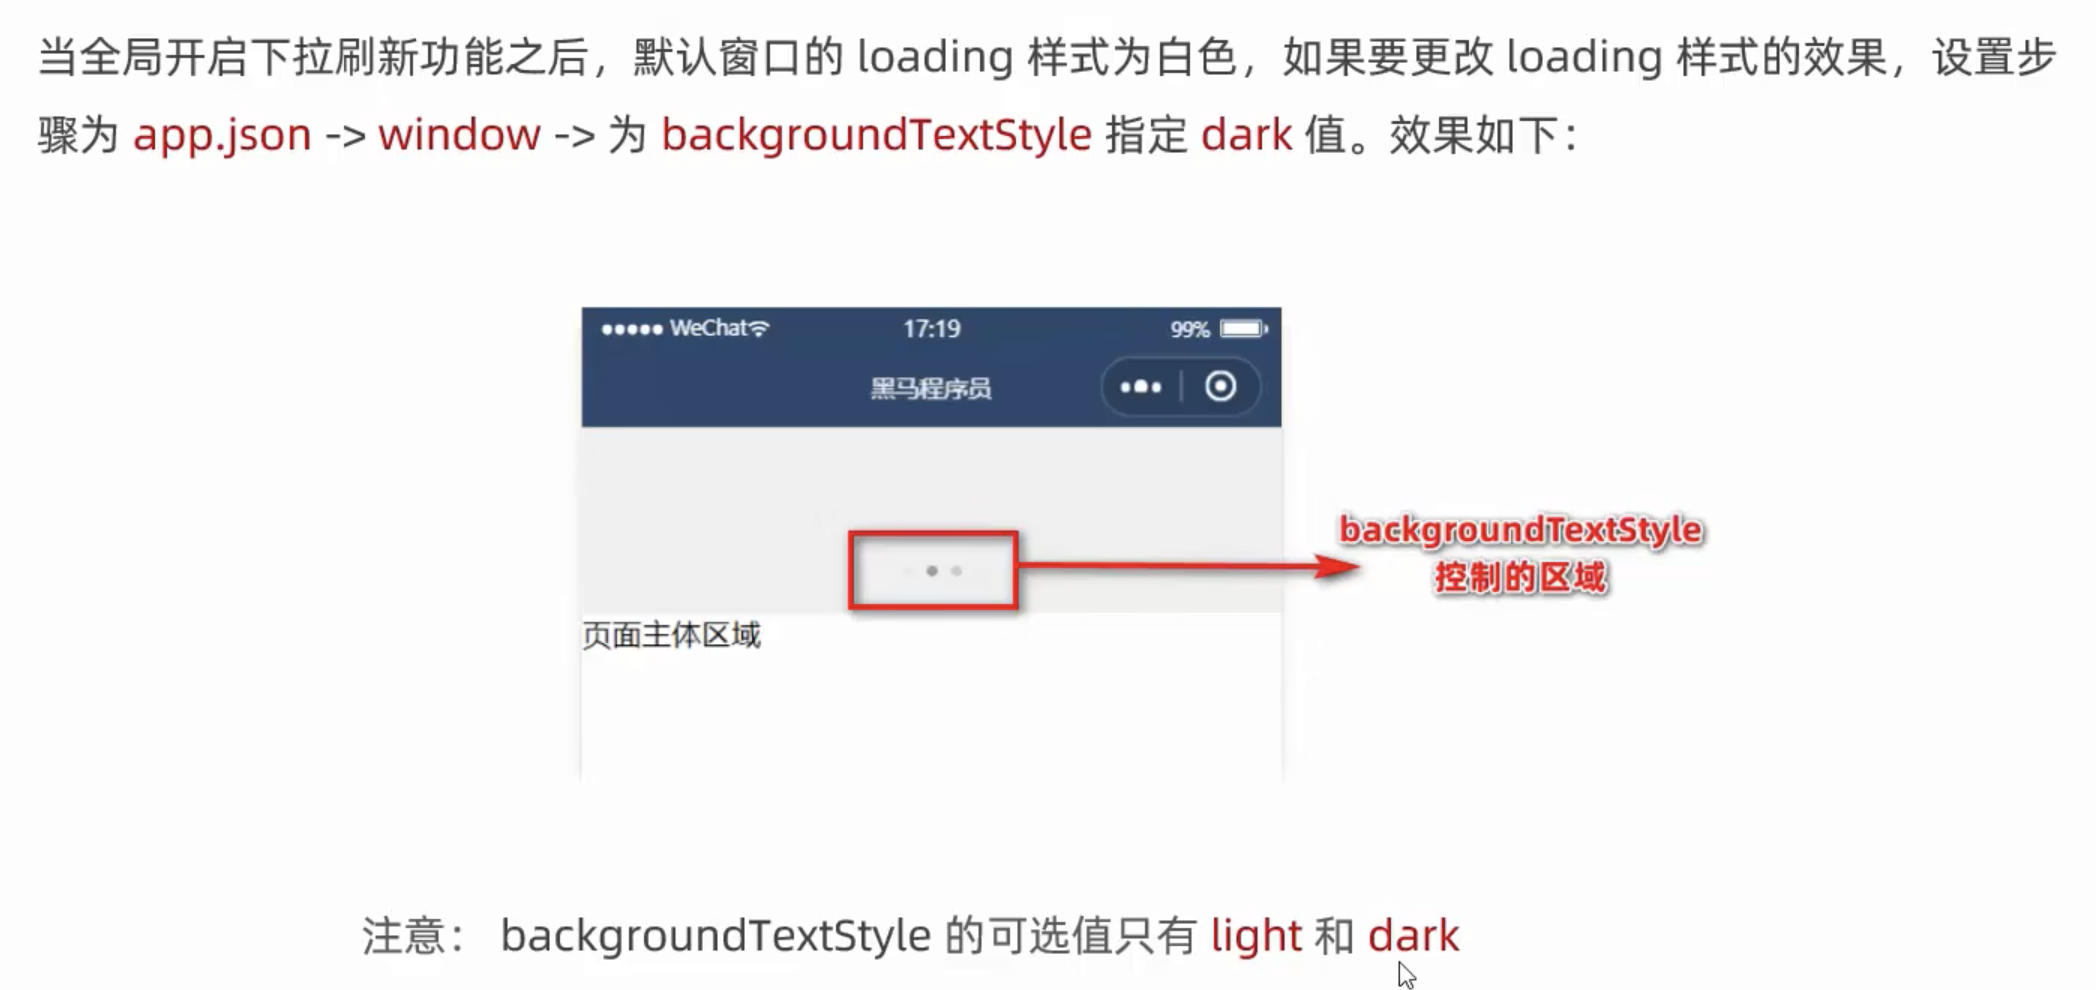 当全局开启下拉刷新功能之后，默认窗口的 loading 样式为白色，如果要更改 loading 样式的效果，设置步
骤为 app.json -> window -> 为 backgroundTextStyle 指定 dark 值。效果如下：
WeChat 17:19 99%
黑马程序员
backgroundTextStyle
控制的区域
页面主体区域
注意： backgroundTextStyle 的可选值只有 light 和 dark